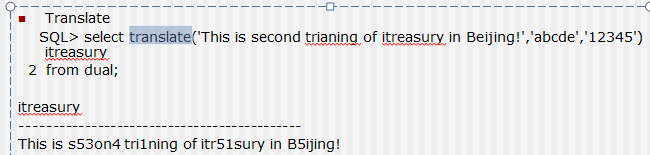 Translate
SQL> select translate('This is second trianing of itreasury in Beijing!','abcde','12345')
itreasury
2 from dual;
itreasury
--------------------------------------------
This is s53on4 tri1ning of itr51sury in B5ijing!